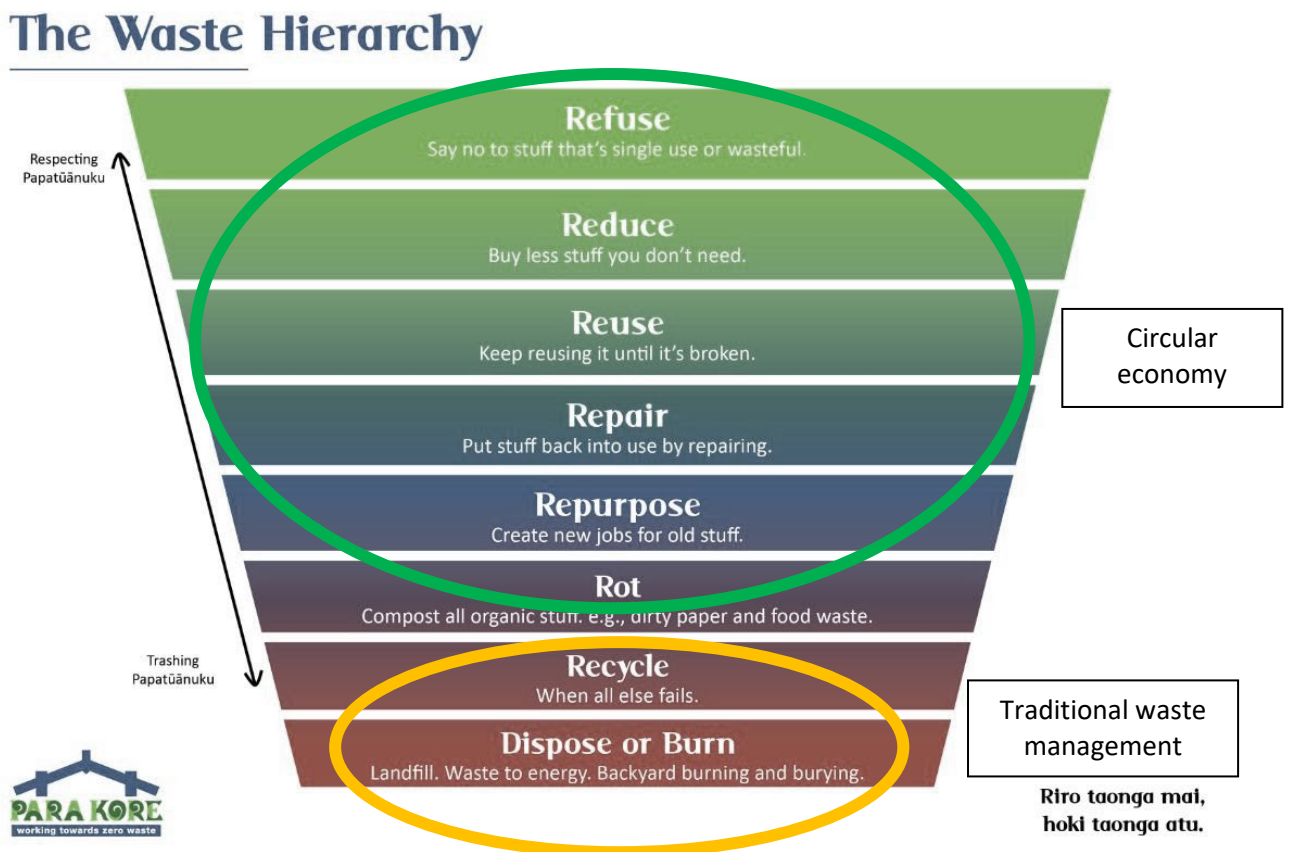 The Waste Hierarchy
Respecting
Papatūānuku
Refuse
Say no to stuff that's single use or wasteful.
Reduce
Buy less stuff you don't need.
Reuse
Keep reusing it until it's broken.
Circular
economy
Repair
Put stuff back into use by repairing.
Repurpose
Create new jobs for old stuff.
Rot
Compost all organic stuff. e.g., dirty paper and food waste.
Trashing
Papatūānuku
Recycle
When all else fails.
Dispose or Burn
Landfill. Waste to energy. Backyard burning and burying.
Traditional waste
management
PARA KORE
working towards zero waste
Riro taonga mai,
hoki taonga atu.